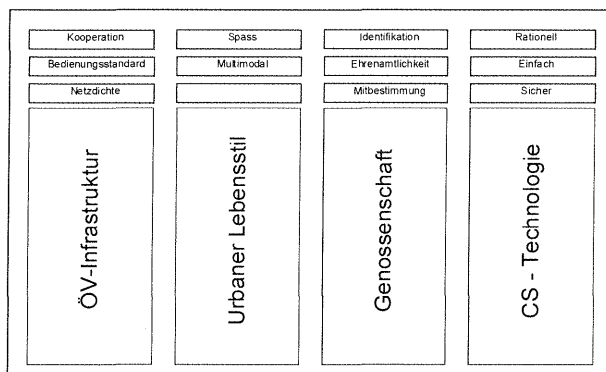 Kooperation
Spass
Identifikation
Rationell
Bedienungsstandard
Multimodal
Ehrenamtlichkeit
Einfach
Netzdichte
Mitbestimmung
Sicher
ÖV-Infrastruktur
Urbaner Lebensstil
Genossenschaft
CS - Technologie